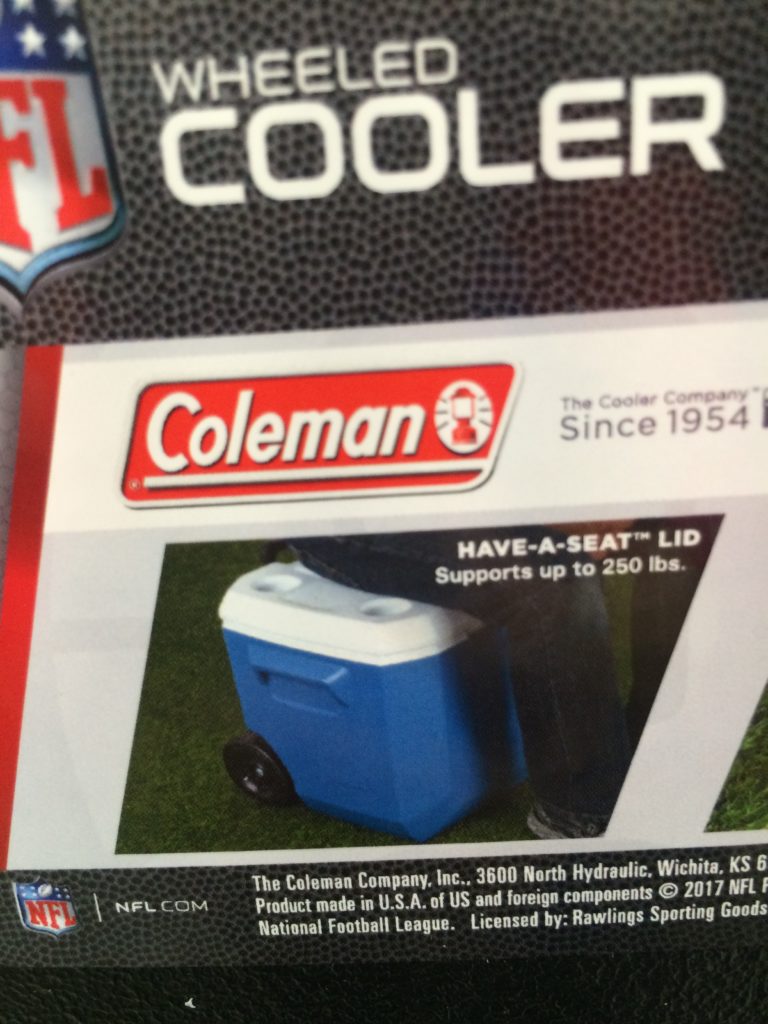 WHEELED
COOLER
FL
Coleman
®
The Cooler Company™
Since 1954
HAVE-A-SEAT™ LID
Supports up to 250 lbs.
NFL
NFL.COM
The Coleman Company, Inc., 3600 North Hydraulic, Wichita, KS 6
Product made in U.S.A. of US and foreign components © 2017 NFL P
National Football League. Licensed by: Rawlings Sporting Goods